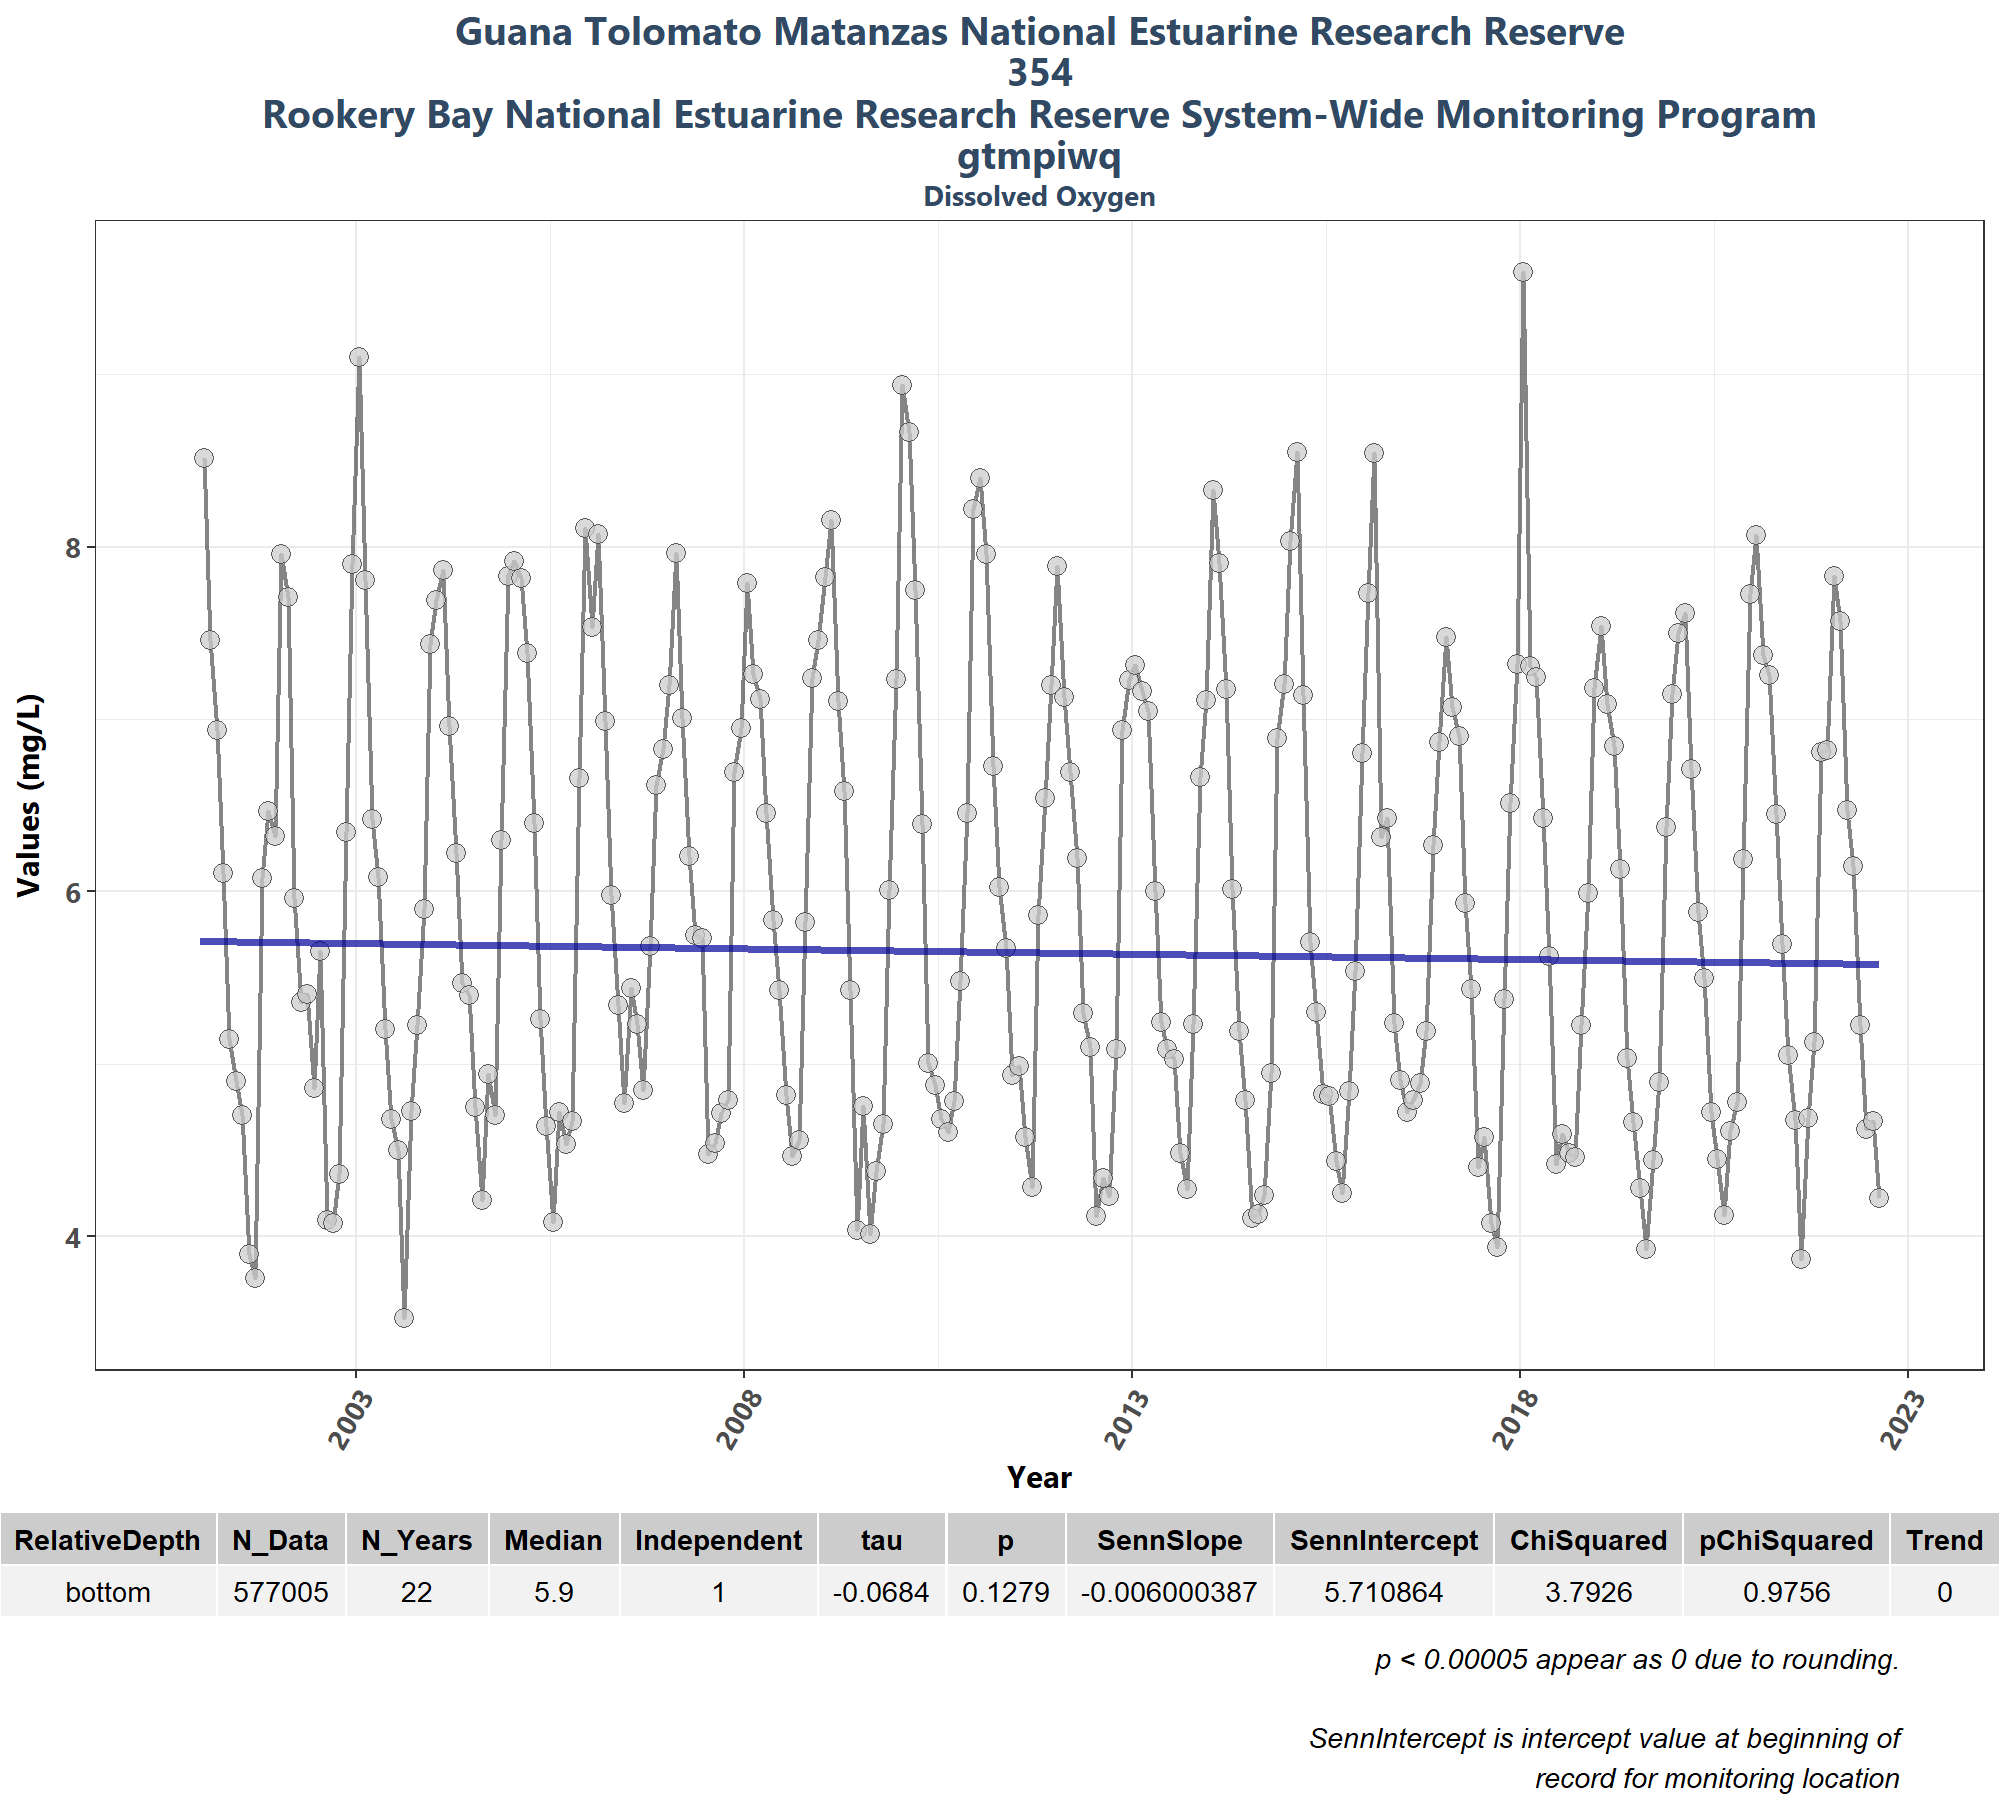 Guana Tolomato Matanzas National Estuarine Research Reserve
354
Rookery Bay National Estuarine Research Reserve System-Wide Monitoring Program
gtmpiwq
Dissolved Oxygen
Values (mg/L)
8
6
4
2003
2008
2013
2018
2023
Year
RelativeDepth N_Data N_Years Median Independent tau p SennSlope SennIntercept ChiSquared pChiSquared Trend
bottom 577005 22 5.9 1 -0.0684 0.1279 -0.006000387 5.710864 3.7926 0.9756 0
p < 0.00005 appear as 0 due to rounding.
SennIntercept is intercept value at beginning of
record for monitoring location